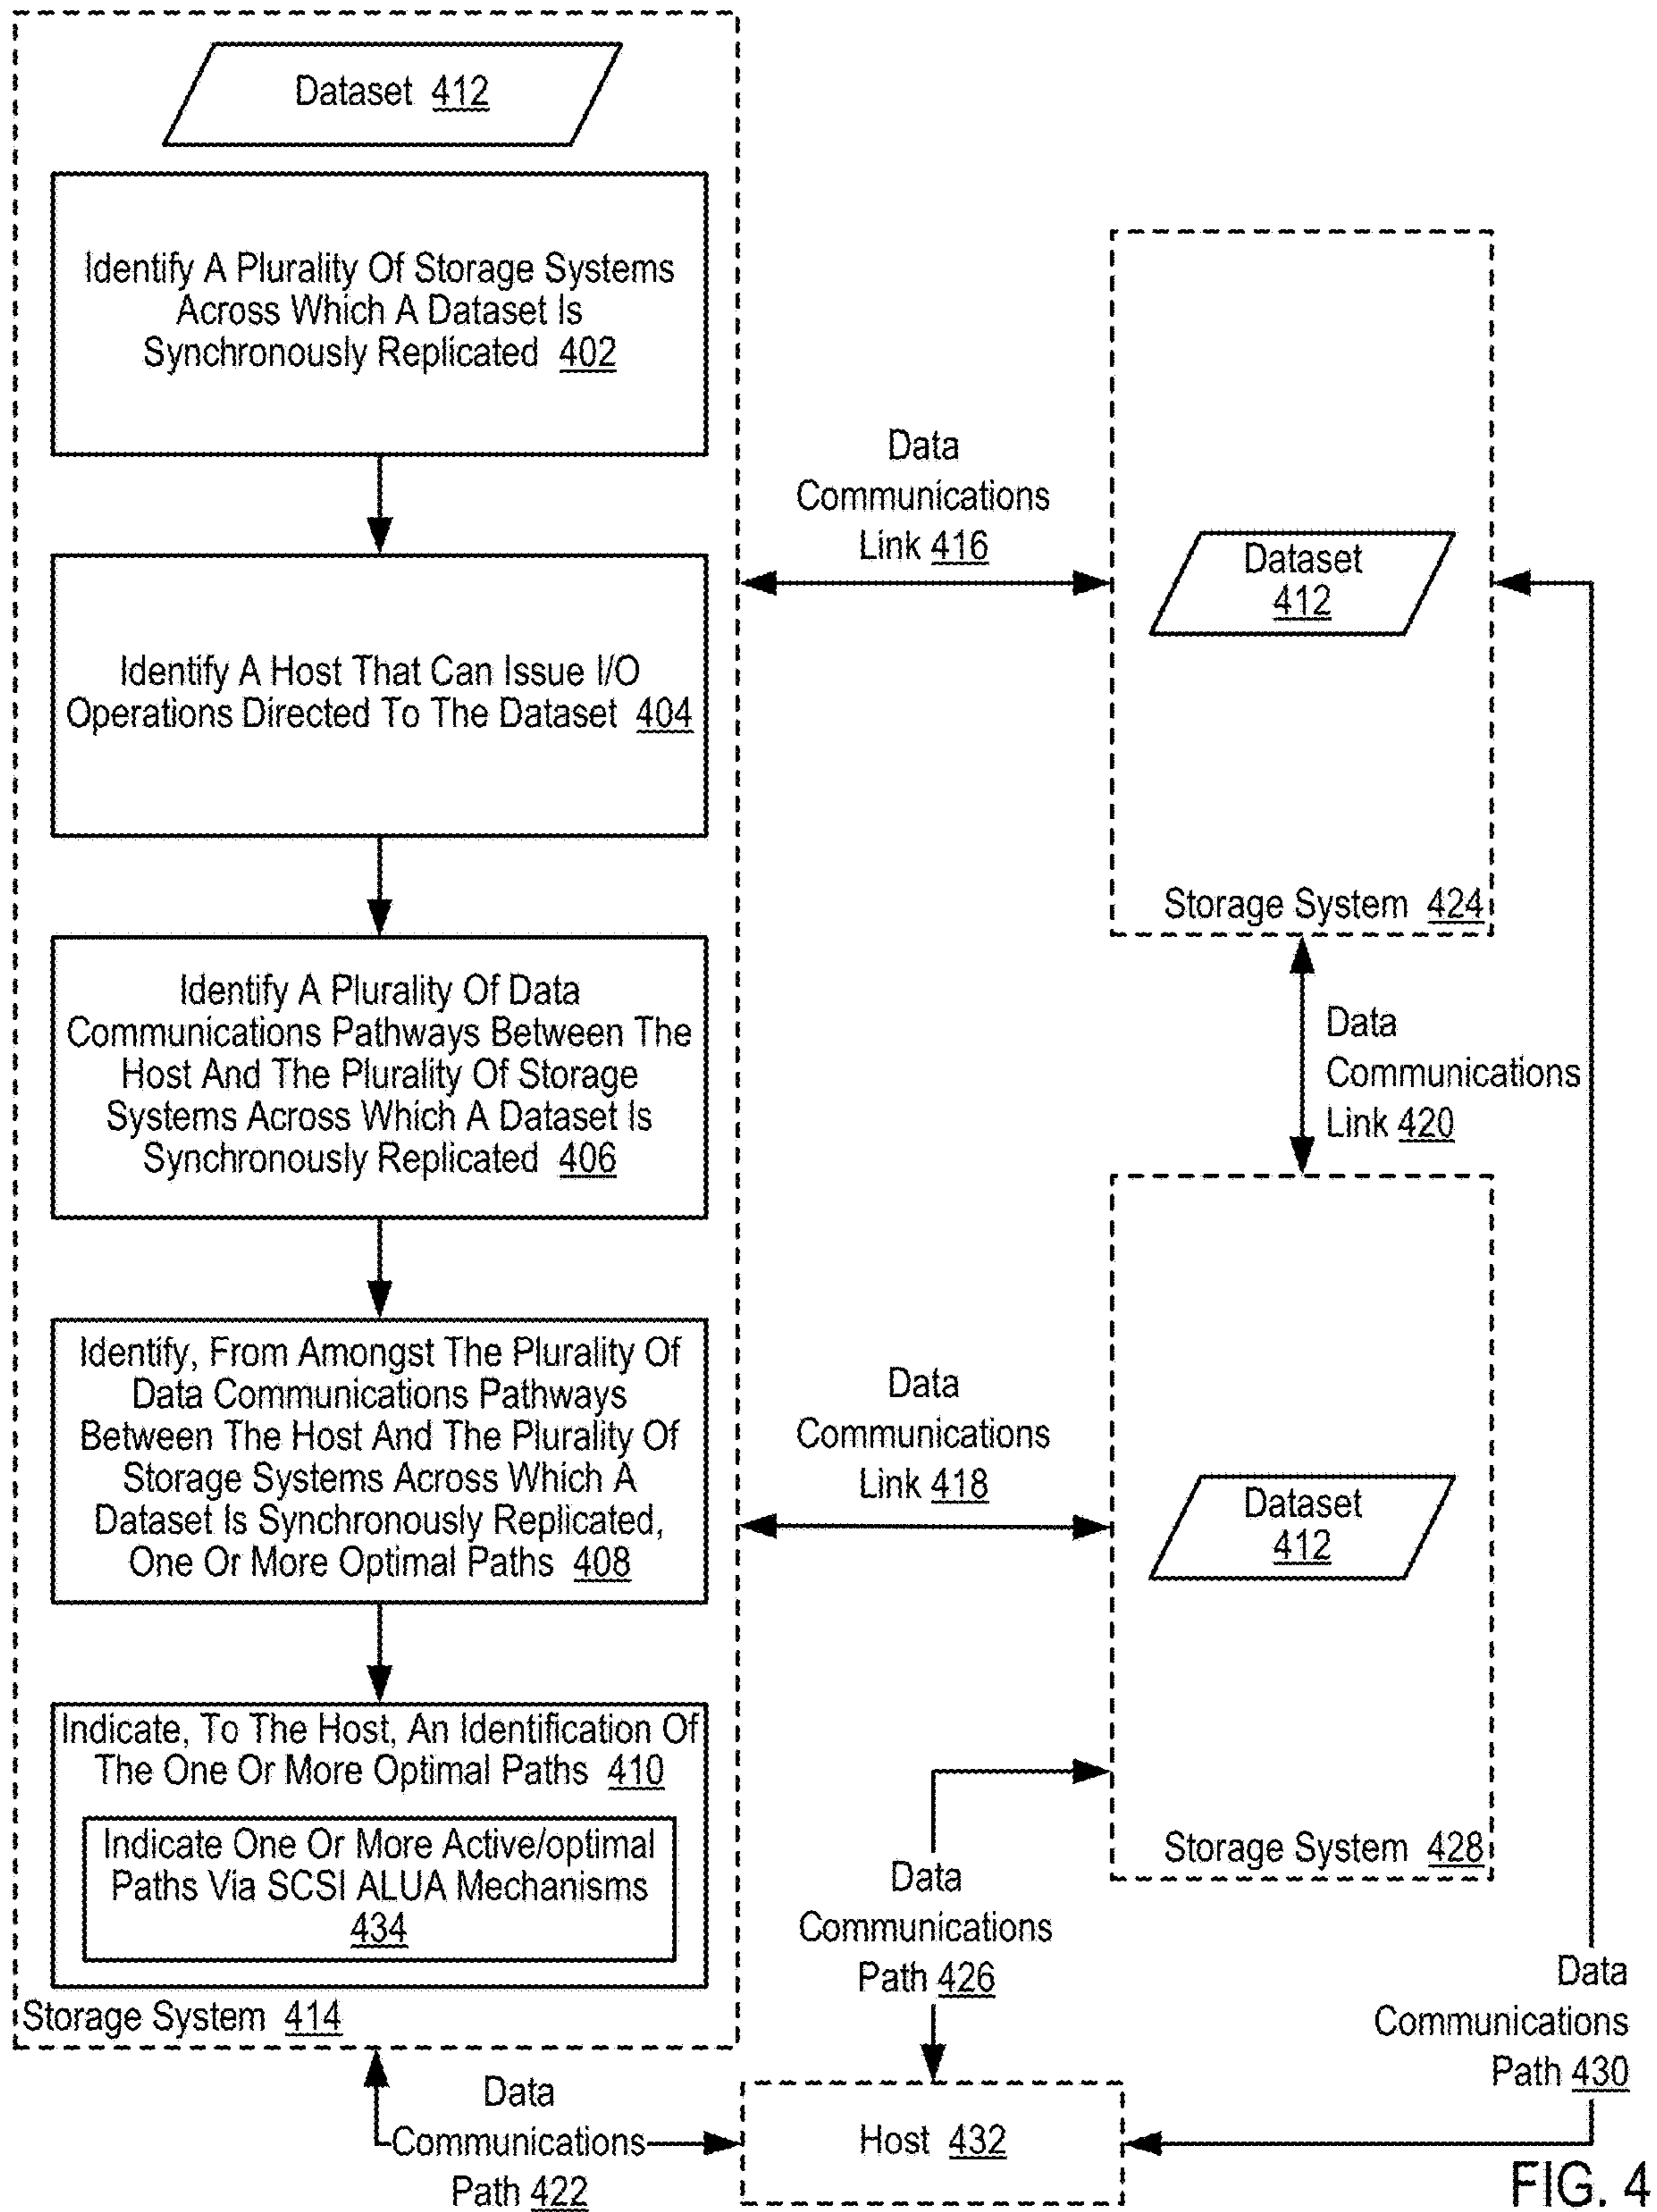 Dataset 412
Identify A Plurality Of Storage Systems
Across Which A Dataset Is
Synchronously Replicated 402
Identify A Host That Can Issue I/O
Operations Directed To The Dataset 404
Identify A Plurality Of Data
Communications Pathways Between The
Host And The Plurality Of Storage
Systems Across Which A Dataset Is
Synchronously Replicated 406
Identify, From Amongst The Plurality Of
Data Communications Pathways
Between The Host And The Plurality Of
Storage Systems Across Which A
Dataset Is Synchronously Replicated,
One Or More Optimal Paths 408
Indicate, To The Host, An Identification Of
The One Or More Optimal Paths 410
Indicate One Or More Active/optimal
Paths Via SCSI ALUA Mechanisms
434
Storage System 414
Data
Communications
Link 416
Dataset
412
Storage System 424
Data
Communications
Link 420
Data
Communications
Link 418
Dataset
412
Storage System 428
Data
Communications
Path 426
Data
Communications
Path 430
Data
Communications
Path 422
Host 432
FIG. 4